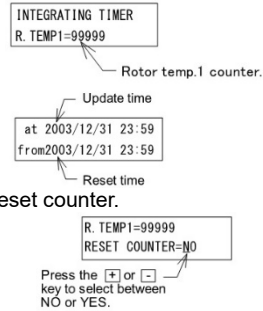 INTEGRATING TIMER
R. TEMP1=99999
Rotor temp.1 counter.
Update time
at 2003/12/31 23:59
from2003/12/31 23:59
Reset time
eset counter.
R. TEMP1=99999
RESET COUNTER=NO
Press the + or -
key to select between
NO or YES.